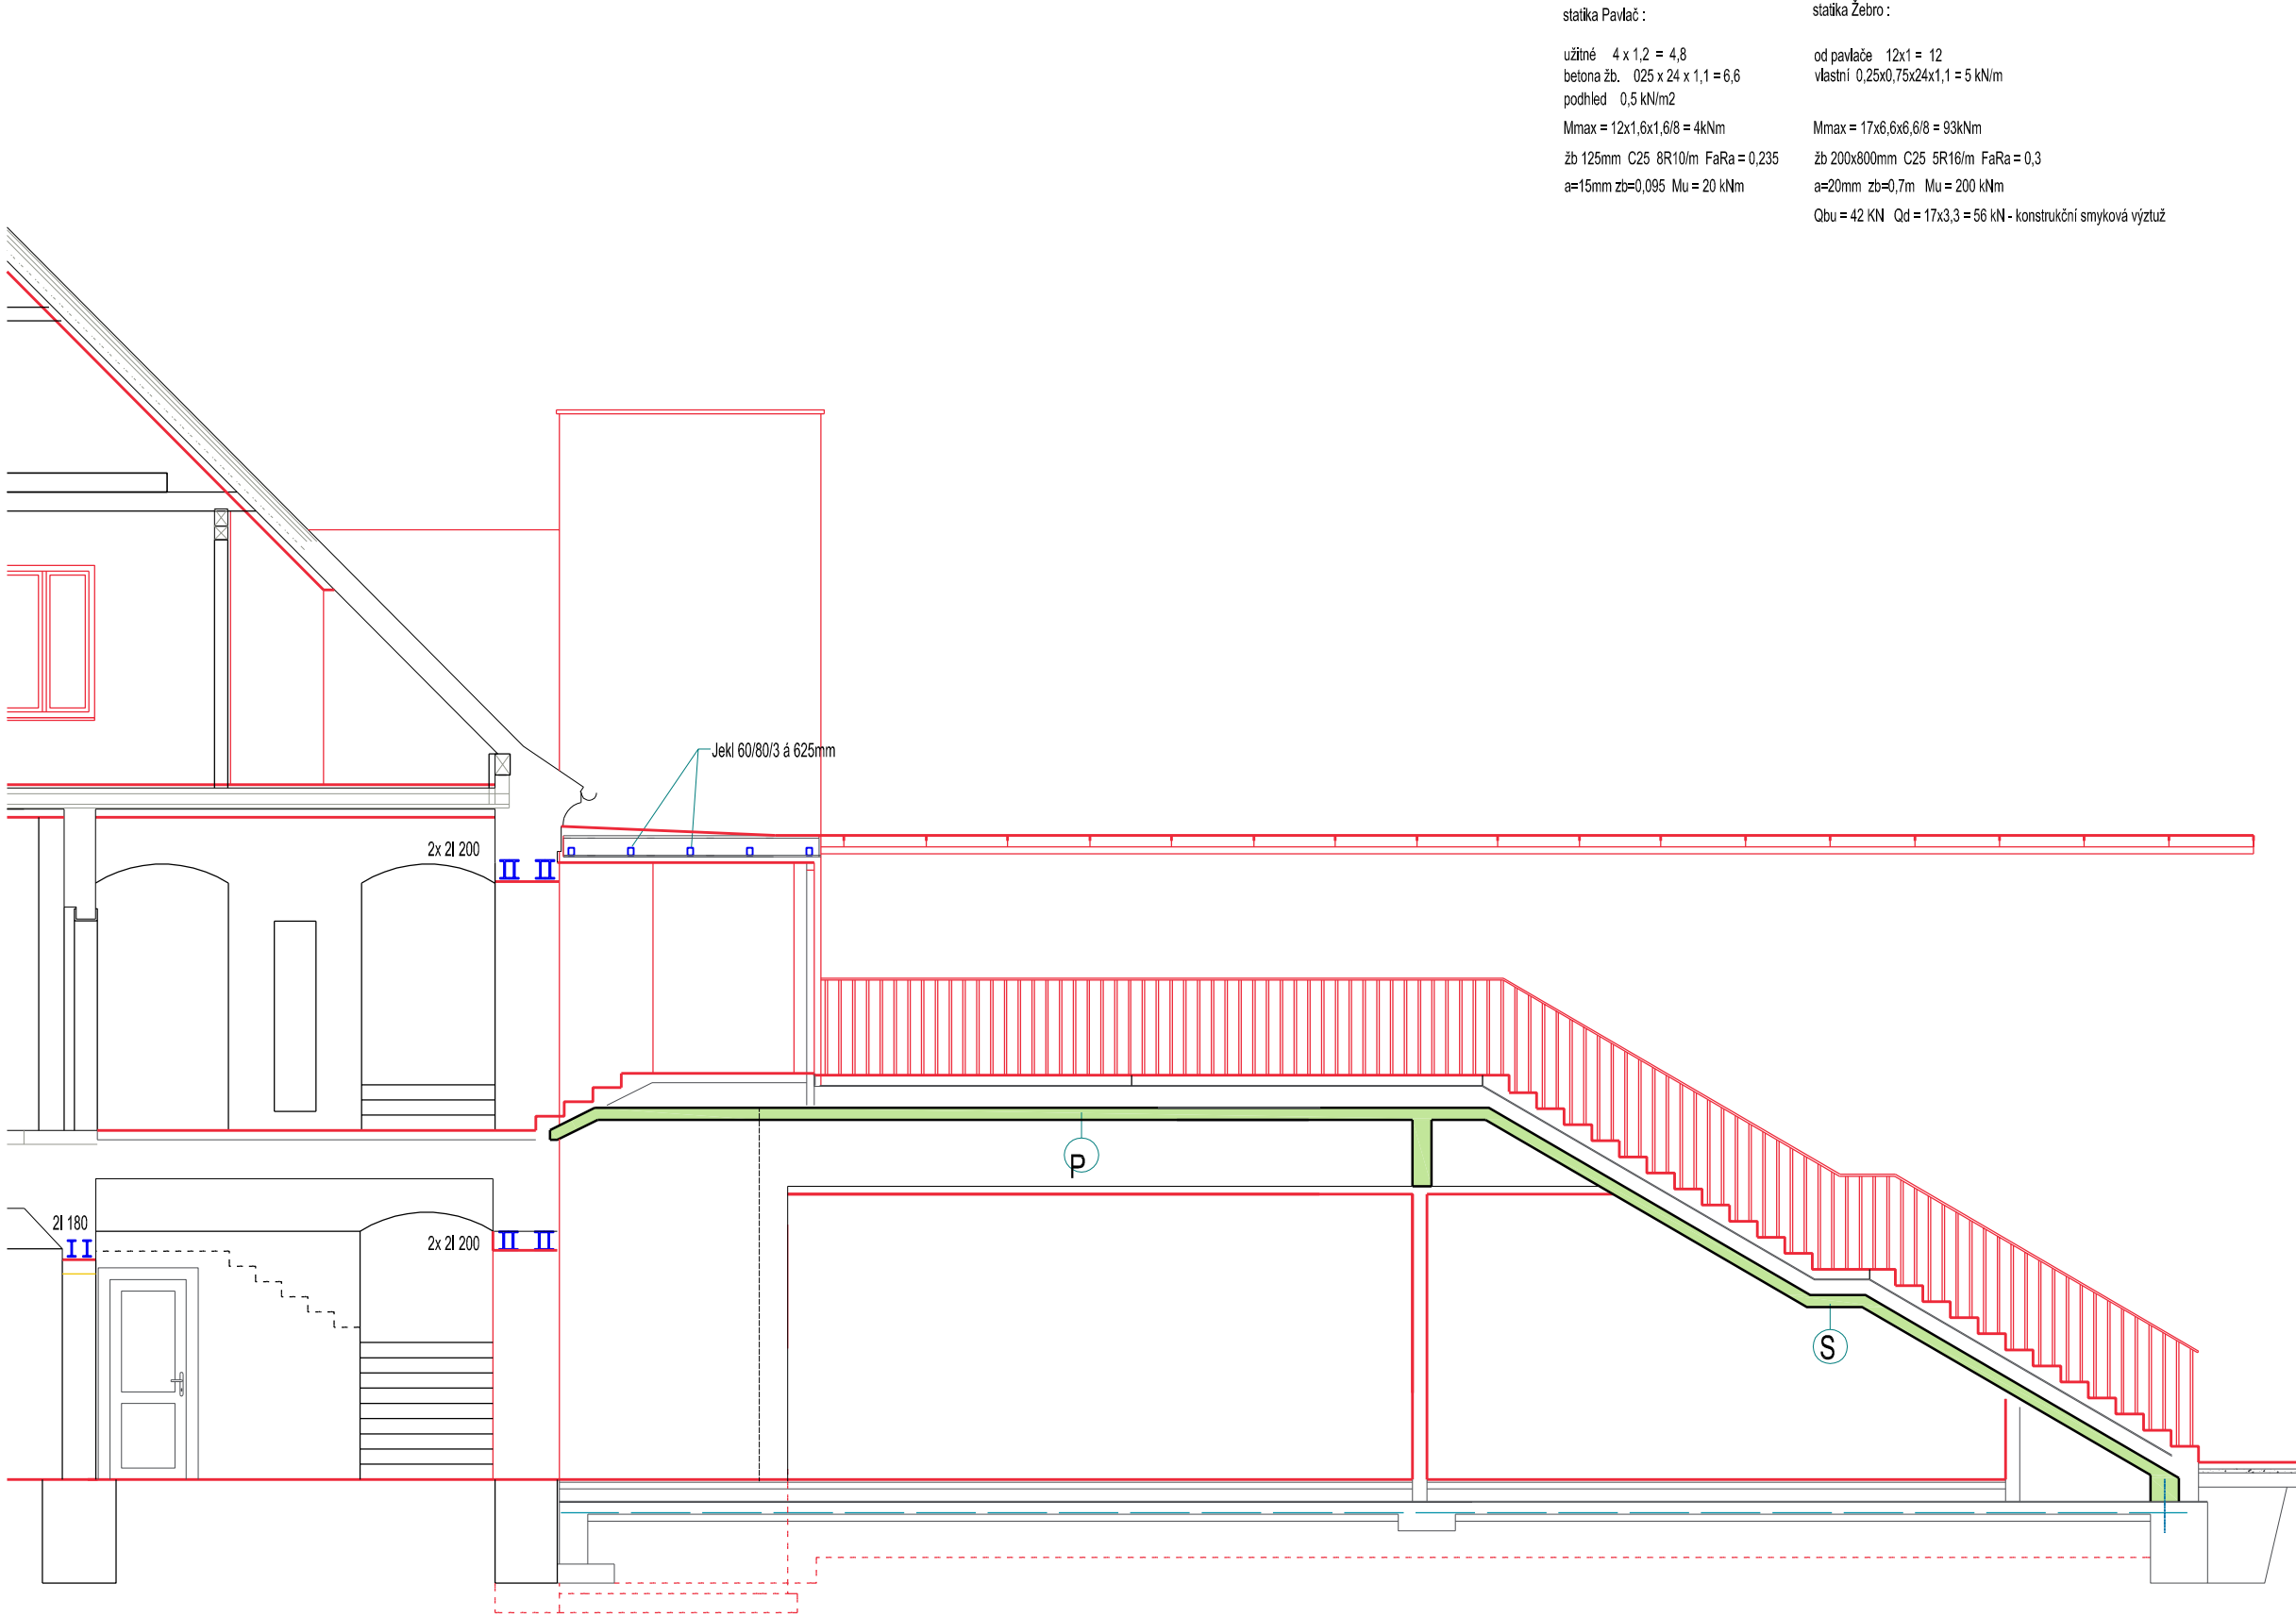 statika Pavlač :
užitné 4 x 1,2 = 4,8
betona žb. 025 x 24 x 1,1 = 6,6
podhled 0,5 kN/m2
Mmax = 12x1,6x1,6/8 = 4kNm
žb 125mm C25 8R10/m FaRa = 0,235
a=15mm zb=0,095 Mu = 20 kNm
statika Žebro :
od pavlače 12x1 = 12
vlastní 0,25x0,75x24x1,1 = 5 kN/m
Mmax = 17x6,6x6,6/8 = 93kNm
žb 200x800mm C25 5R16/m FaRa = 0,3
a=20mm zb=0,7m Mu = 200 kNm
Qbu = 42 KN Qd = 17x3,3 = 56 kN - konstrukční smyková výztuž
Jekl 60/80/3 á 625mm
2x 2I 200
P
2I 180
2x 2I 200
S